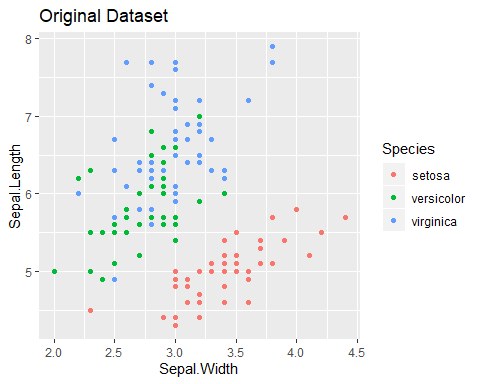 Original Dataset
8
7
6
5
Sepal.Length
2.0 2.5 3.0 3.5 4.0 4.5
Sepal.Width
Species
setosa
versicolor
virginica